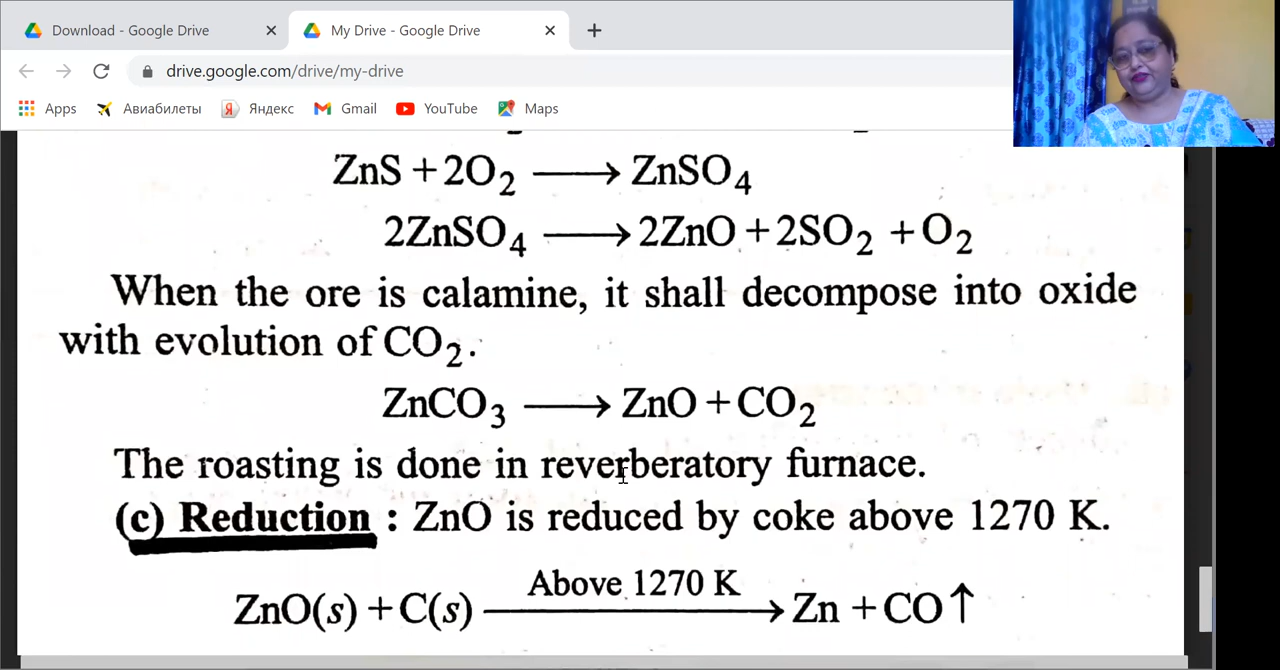 Download - Google Drive
My Drive - Google Drive
drive.google.com/drive/my-drive
Apps Авиабилеты Яндекс Gmail YouTube Maps
ZnS + 2O₂ ⟶ ZnSO₄
2ZnSO₄ ⟶ 2ZnO + 2SO₂ + O₂
When the ore is calamine, it shall decompose into oxide
with evolution of CO₂.
ZnCO₃ ⟶ ZnO + CO₂
The roasting is done in reverberatory furnace.
(c) Reduction : ZnO is reduced by coke above 1270 K.
Above 1270 K
ZnO(s) + C(s) ⟶ Zn + CO↑